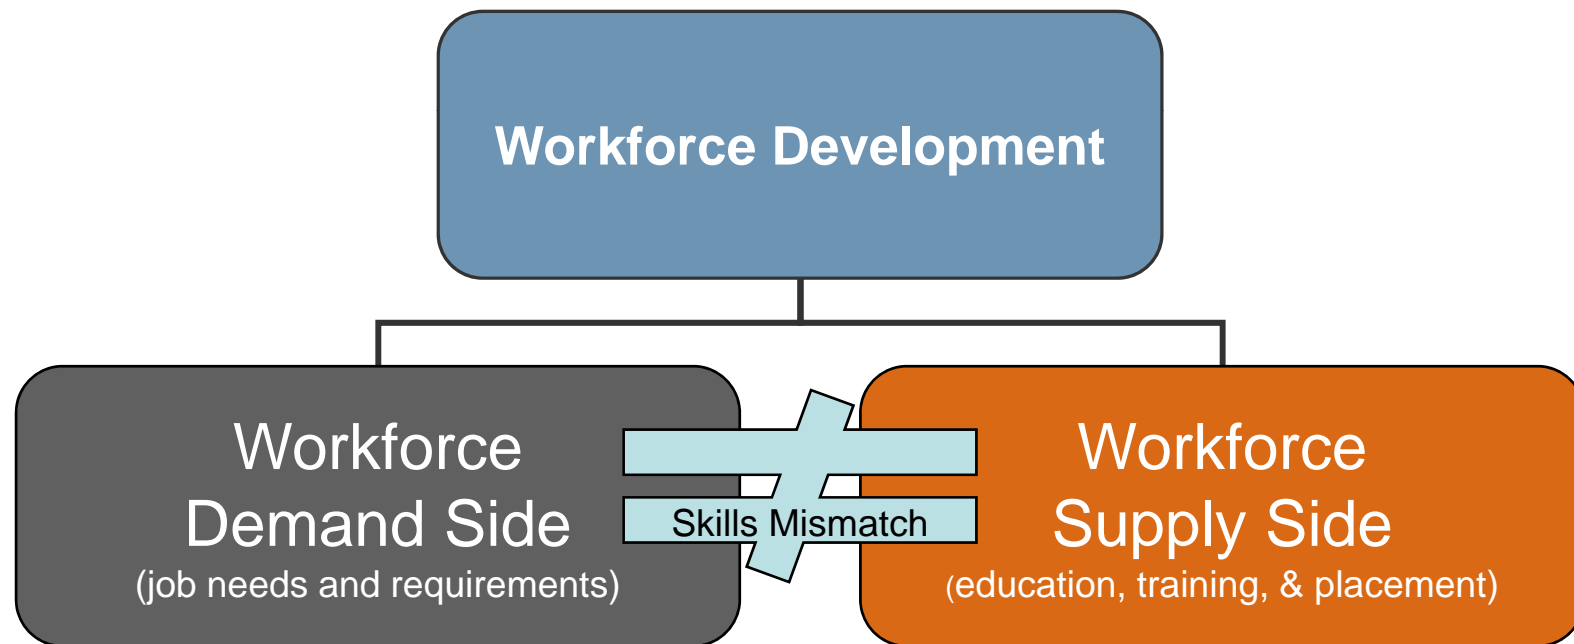 Workforce Development
Workforce
Demand Side
(job needs and requirements)
Skills Mismatch
Workforce
Supply Side
(education, training, & placement)